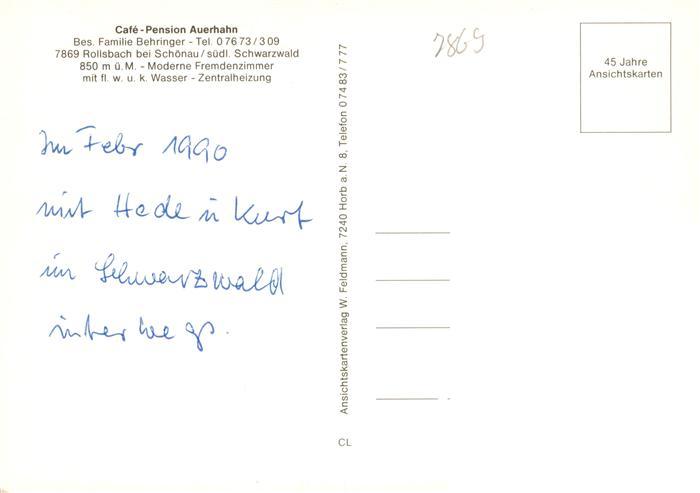 Café-Pension Auerhahn
Bes. Familie Behringer - Tel. 0 76 73 / 3 09
7869 Rollsbach bei Schönau / südl. Schwarzwald
850 m ü. M. - Moderne Fremdenzimmer
mit fl. w. u. k. Wasser - Zentralheizung
Im Febr 1990
mit Hede u Kurt
im Schwarzwald
unterwegs.
Ansichtskartenverlag W. Feldmann, 7240 Horb a. N. 8, Telefon 0 74 83 / 7 77
CL
7869
45 Jahre
Ansichtskarten